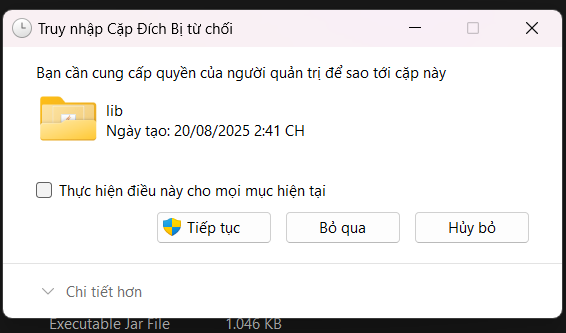 Truy nhập Cặp Đích Bị từ chối
Bạn cần cung cấp quyền của người quản trị để sao tới cặp này
lib
Ngày tạo: 20/08/2025 2:41 CH
Thực hiện điều này cho mọi mục hiện tại
Tiếp tục
Bỏ qua
Hủy bỏ
Chi tiết hơn
Executable Jar File
1.046 KB